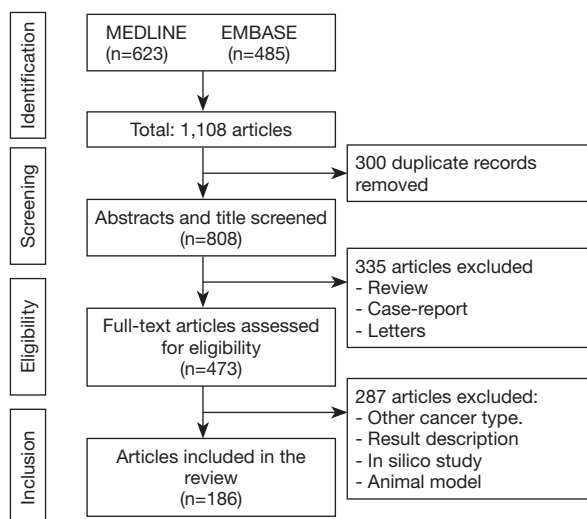 Identification
MEDLINE EMBASE
(n=623) (n=485)
Total: 1,108 articles
300 duplicate records
removed
Screening
Abstracts and title screened
(n=808)
335 articles excluded
- Review
- Case-report
- Letters
Eligibility
Full-text articles assessed
for eligibility
(n=473)
287 articles excluded:
- Other cancer type.
- Result description
- In silico study
- Animal model
Inclusion
Articles included in the
review
(n=186)